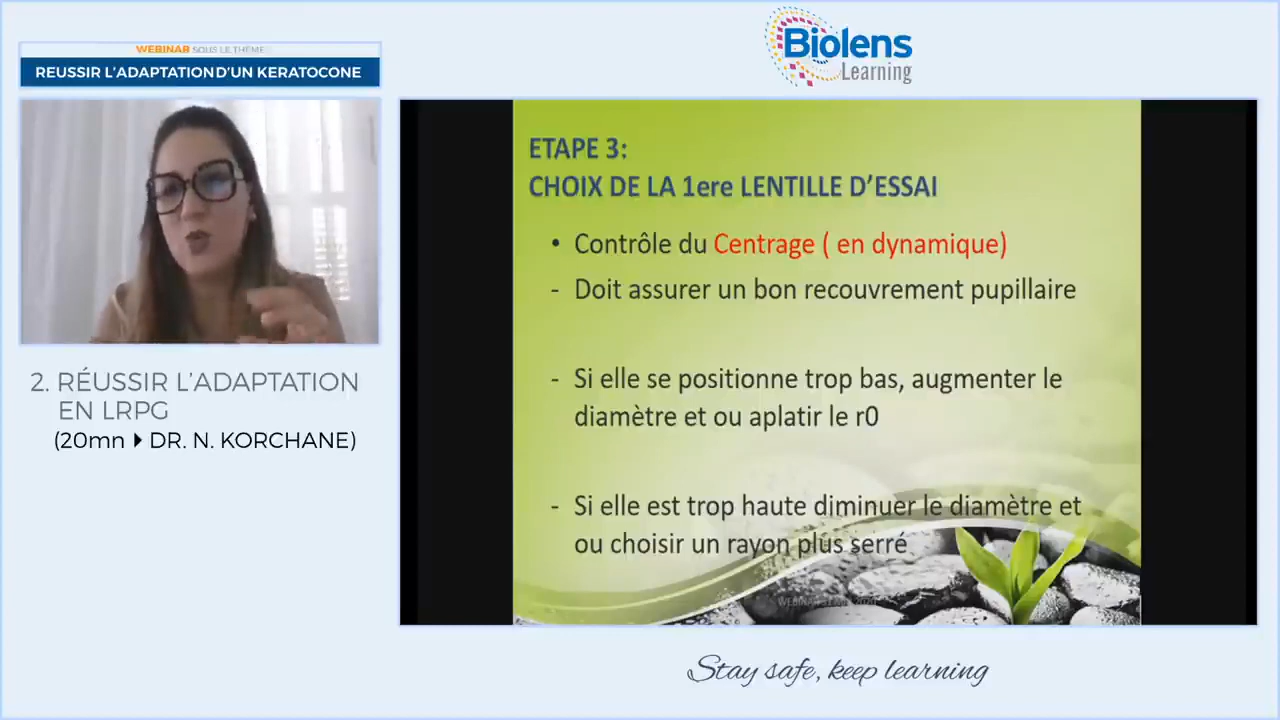 WEBINAB SOUS LE THÈME
REUSSIR L'ADAPTATION D'UN KERATOCONE
Biolens
Learning
ETAPE 3:
CHOIX DE LA 1ere LENTILLE D'ESSAI
• Contrôle du Centrage ( en dynamique)
- Doit assurer un bon recouvrement pupillaire
- Si elle se positionne trop bas, augmenter le
diamètre et ou aplatir le r0
- Si elle est trop haute diminuer le diamètre et
ou choisir un rayon plus serré
2. RÉUSSIR L'ADAPTATION
EN LRPG
(20mn DR. N. KORCHANE)
Stay safe, keep learning